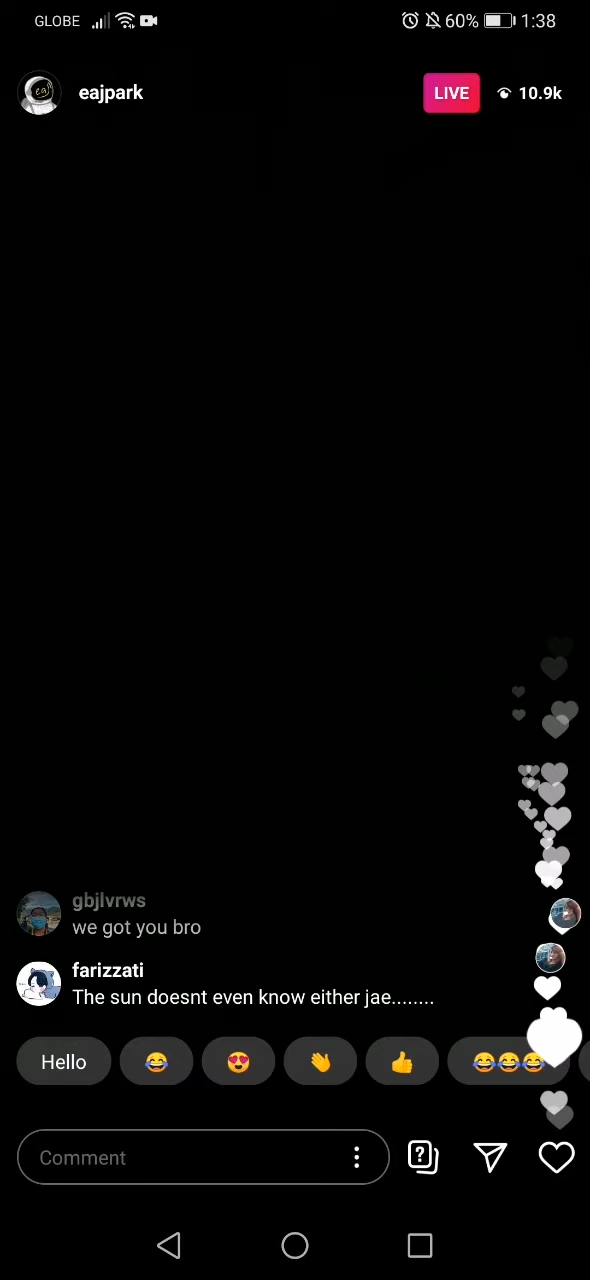 GLOBE 60% 1:38
eajpark LIVE 10.9k
gbjlvrws
we got you bro
farizzati
The sun doesnt even know either jae........
Hello 😂 😍 👋 👍 😂😂😂
Comment